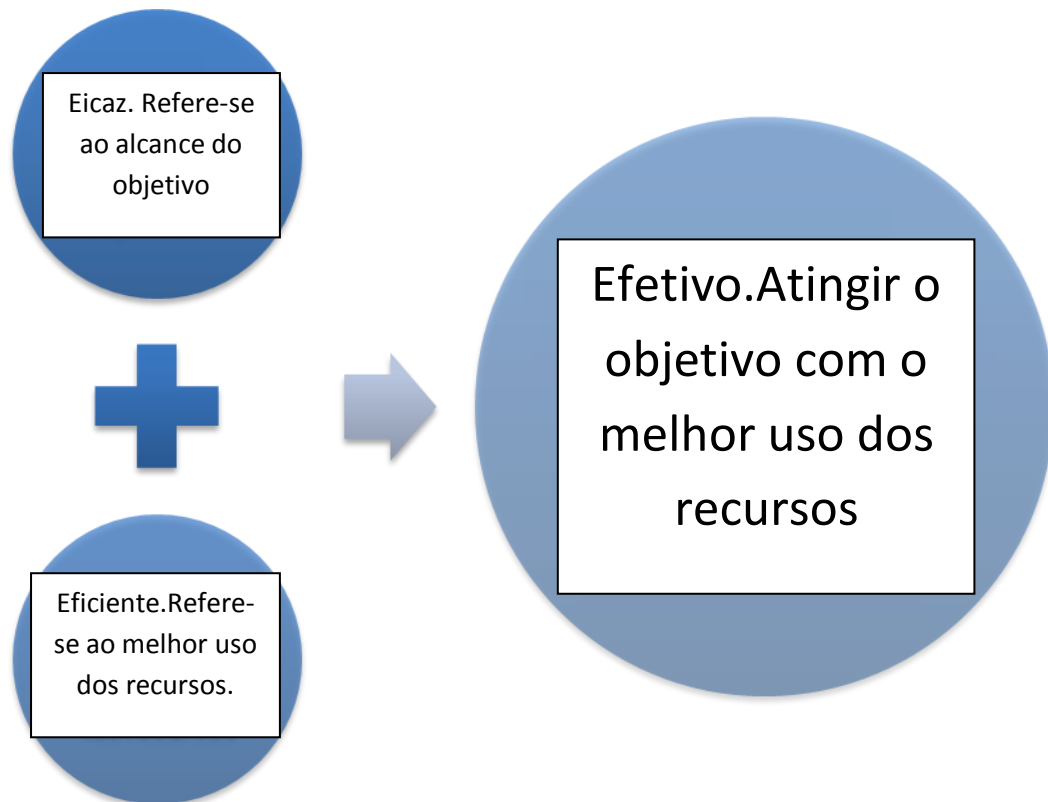 Eicaz. Refere-se
ao alcance do
objetivo
Eficiente.Refere-
se ao melhor uso
dos recursos.
Efetivo.Atingir o
objetivo com o
melhor uso dos
recursos